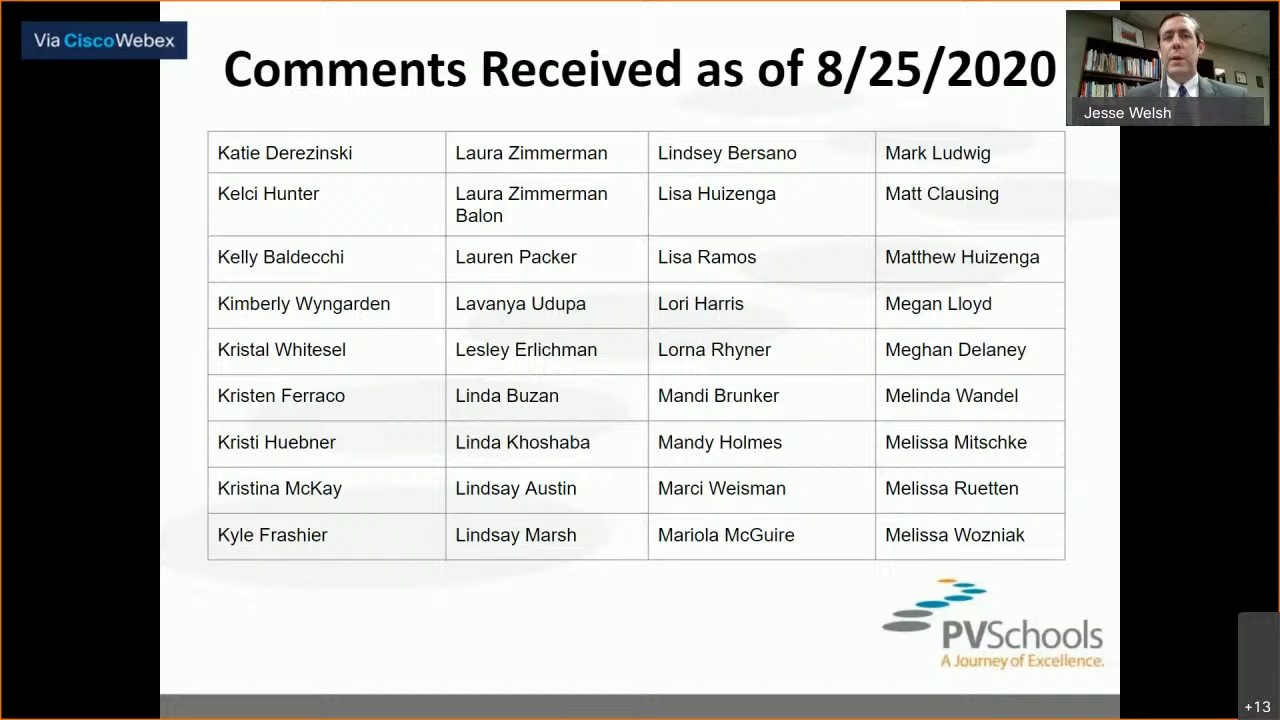 Via CiscoWebex
Comments Received as of 8/25/2020
Jesse Welsh
Katie Derezinski
Laura Zimmerman
Lindsey Bersano
Mark Ludwig
Kelci Hunter
Laura Zimmerman
Balon
Lisa Huizenga
Matt Clausing
Kelly Baldecchi
Lauren Packer
Lisa Ramos
Matthew Huizenga
Kimberly Wyngarden
Lavanya Udupa
Lori Harris
Megan Lloyd
Kristal Whitesel
Lesley Erlichman
Lorna Rhyner
Meghan Delaney
Kristen Ferraco
Linda Buzan
Mandi Brunker
Melinda Wandel
Kristi Huebner
Linda Khoshaba
Mandy Holmes
Melissa Mitschke
Kristina McKay
Lindsay Austin
Marci Weisman
Melissa Ruetten
Kyle Frashier
Lindsay Marsh
Mariola McGuire
Melissa Wozniak
PVSchools
A Journey of Excellence.
+13